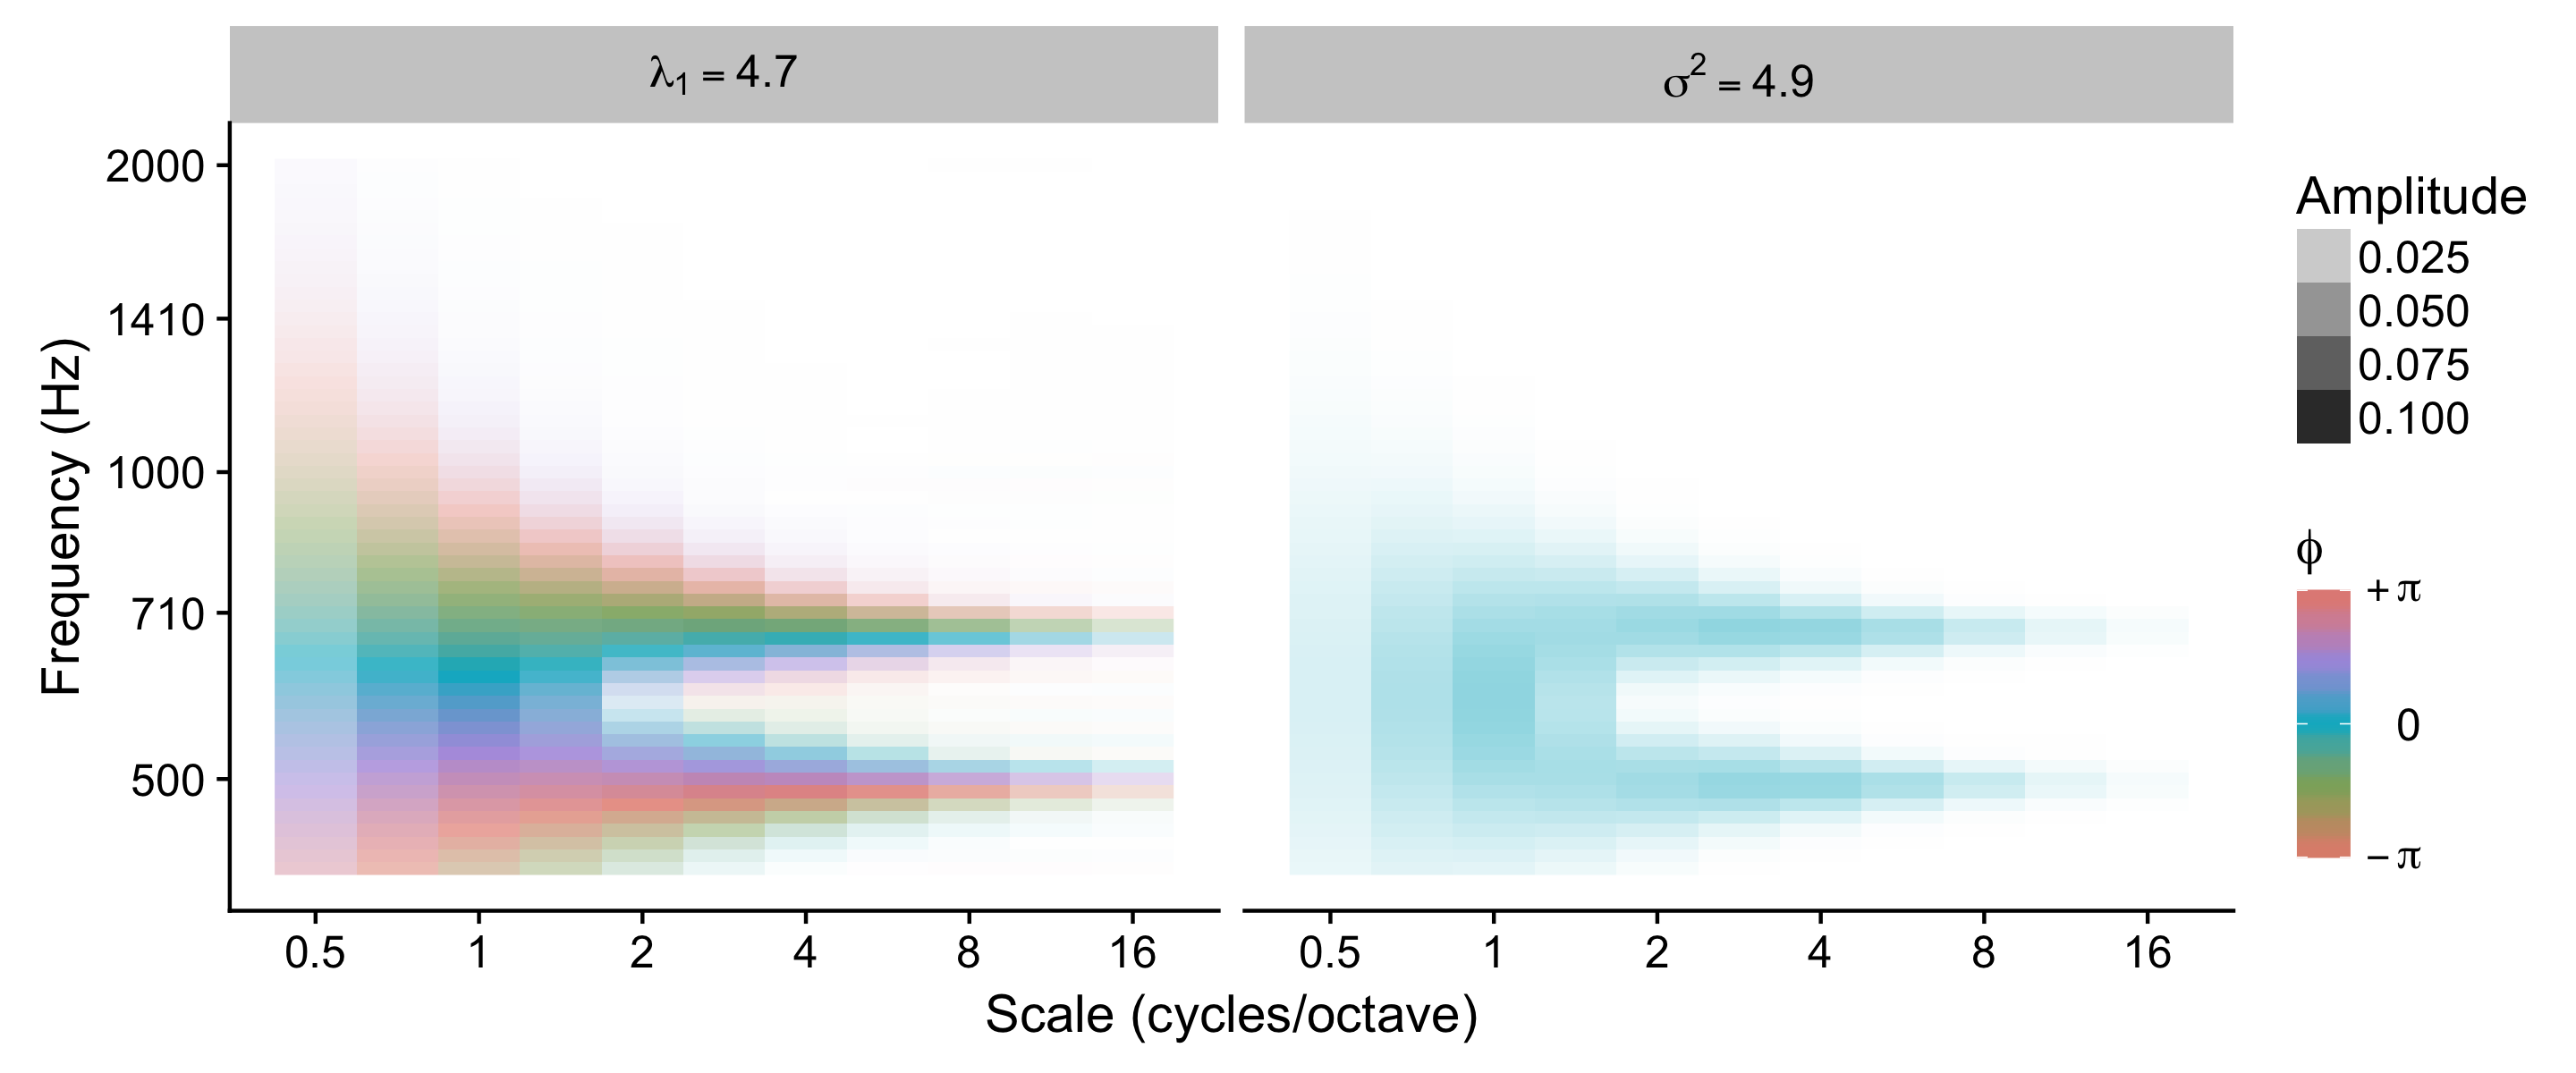 λ1 = 4.7
σ2 = 4.9
Frequency (Hz)
2000
1410
1000
710
500
0.5 1 2 4 8 16
0.5 1 2 4 8 16
Scale (cycles/octave)
Amplitude
0.025
0.050
0.075
0.100
ϕ
+π
0
−π